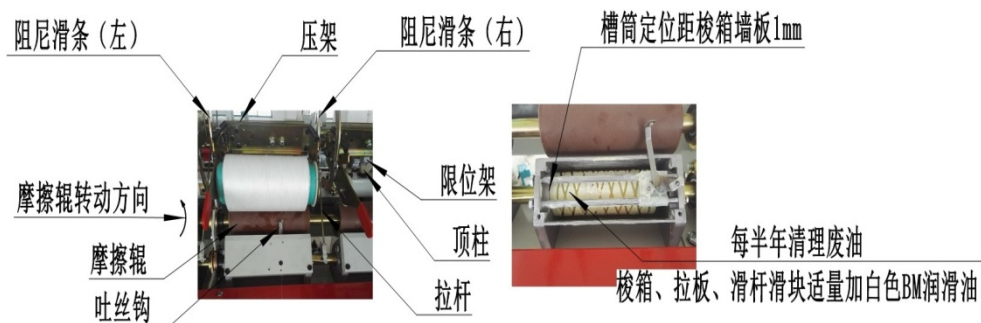 阻尼滑条（左）
压架
阻尼滑条（右）
槽筒定位距梭箱墙板1mm
摩擦辊转动方向
限位架
摩擦辊
顶柱
每半年清理废油
吐丝钩
拉杆
梭箱、拉板、滑杆滑块适量加白色BM润滑油